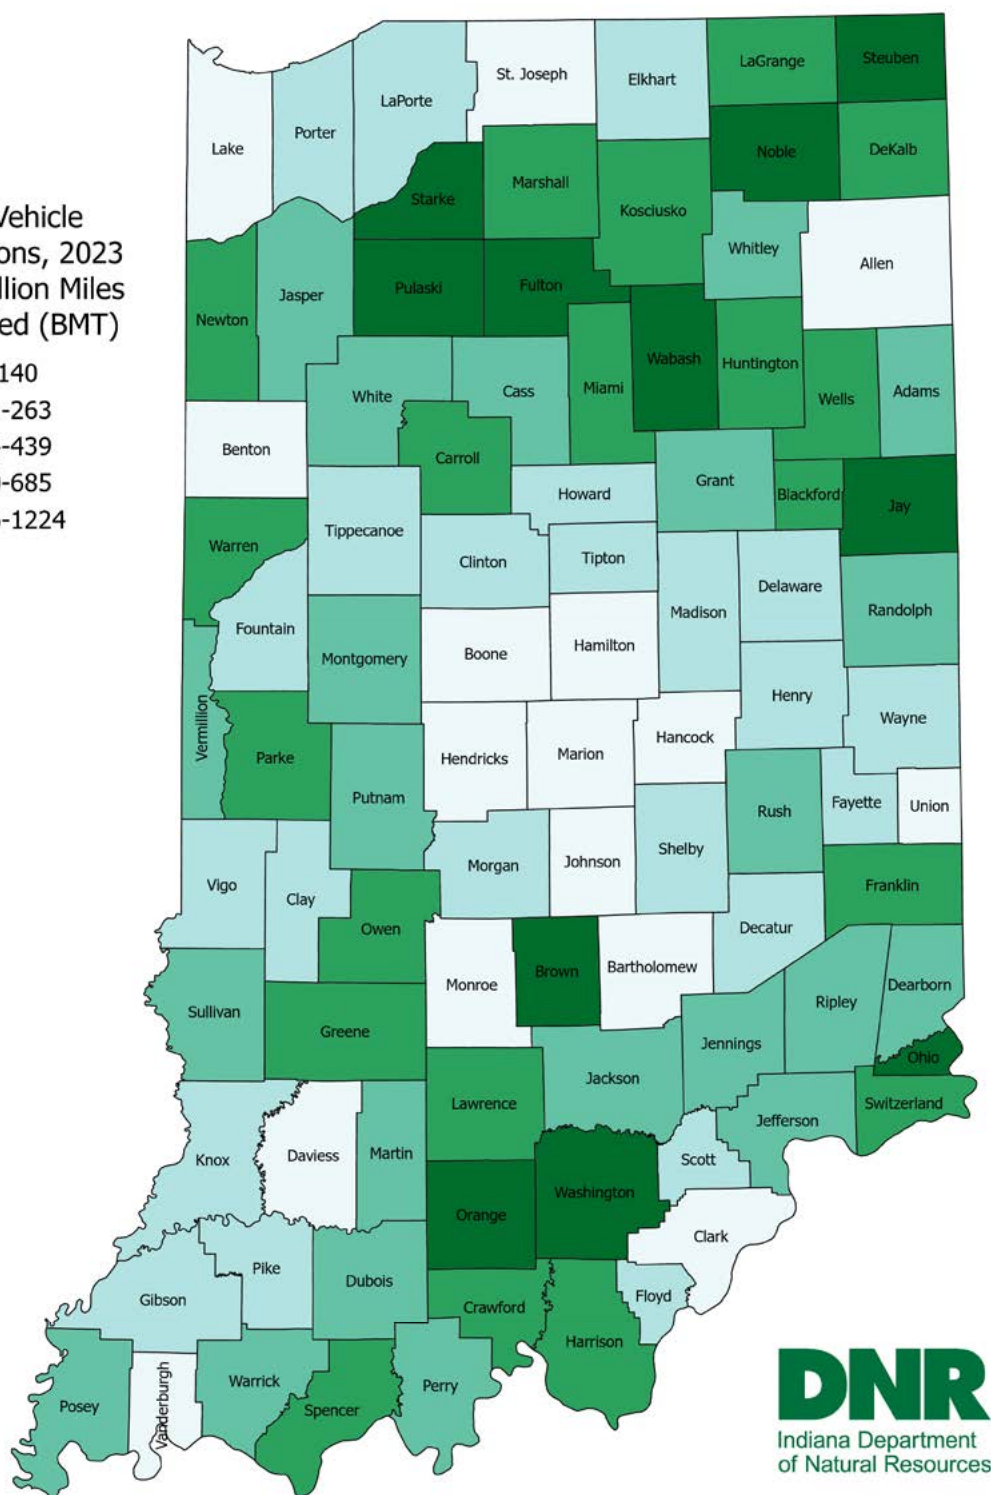 Vehicle
ons, 2023
llion Miles
ed (BMT)
140
-263
-439
-685
-1224
Steuben
LaGrange
St. Joseph
Elkhart
LaPorte
Porter
Lake
Noble
DeKalb
Marshall
Starke
Kosciusko
Whitley
Allen
Fulton
Pulaski
Jasper
Newton
Wabash
Huntington
Miami
Cass
White
Wells
Adams
Benton
Carroll
Grant
Howard
Blackford
Jay
Tippecanoe
Warren
Clinton
Tipton
Delaware
Madison
Randolph
Fountain
Montgomery
Boone
Hamilton
Henry
Wayne
Vermillion
Parke
Hendricks
Marion
Hancock
Putnam
Rush
Fayette
Union
Shelby
Morgan
Johnson
Vigo
Clay
Franklin
Owen
Decatur
Brown
Bartholomew
Monroe
Dearborn
Ripley
Sullivan
Greene
Jennings
Ohio
Jackson
Lawrence
Switzerland
Jefferson
Martin
Daviess
Knox
Scott
Washington
Orange
Clark
Pike
Dubois
Gibson
Floyd
Crawford
Harrison
Warrick
Perry
Posey
Vanderburgh
Spencer
DNR
Indiana Department
of Natural Resources